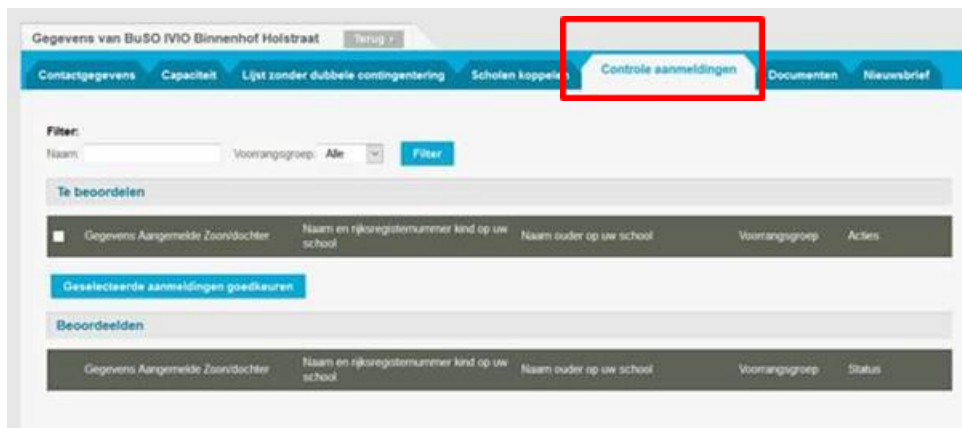 Gegevens van BuSO IVIO Binnenhof Holstraat Terug ›
Contactgegevens Capaciteit Lijst zonder dubbele contingentering Scholen koppelen Controle aanmeldingen Documenten Nieuwsbrief
Filter:
Naam: Voorrangsgroep: Alle Filter
Te beoordelen
Gegevens Aangemelde Zoon/dochter Naam en rijksregisternummer kind op uw school Naam ouder op uw school Voorrangsgroep Acties
Geselecteerde aanmeldingen goedkeuren
Beoordeelden
Gegevens Aangemelde Zoon/dochter Naam en rijksregisternummer kind op uw school Naam ouder op uw school Voorrangsgroep Status